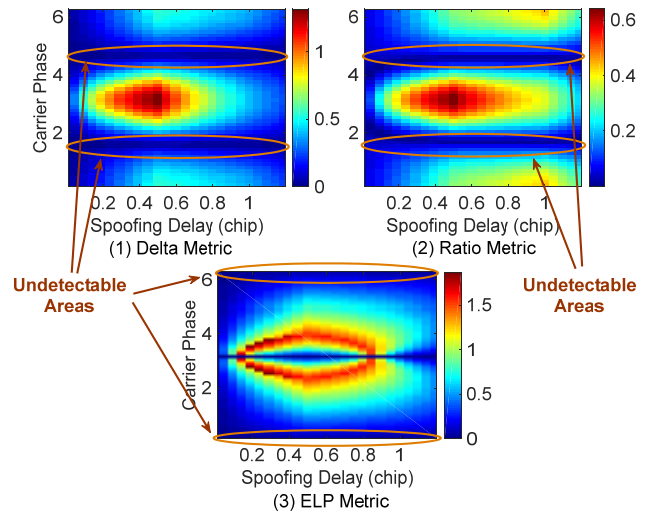 6
4
2
Carrier Phase
0.2 0.4 0.6 0.8 1
Spoofing Delay (chip)
(1) Delta Metric
1
0.5
0
6
4
2
0.2 0.4 0.6 0.8 1
Spoofing Delay (chip)
(2) Ratio Metric
0.6
0.4
0.2
Undetectable
Areas
Undetectable
Areas
6
4
2
Carrier Phase
0.2 0.4 0.6 0.8 1
Spoofing Delay (chip)
(3) ELP Metric
1.5
1
0.5
0